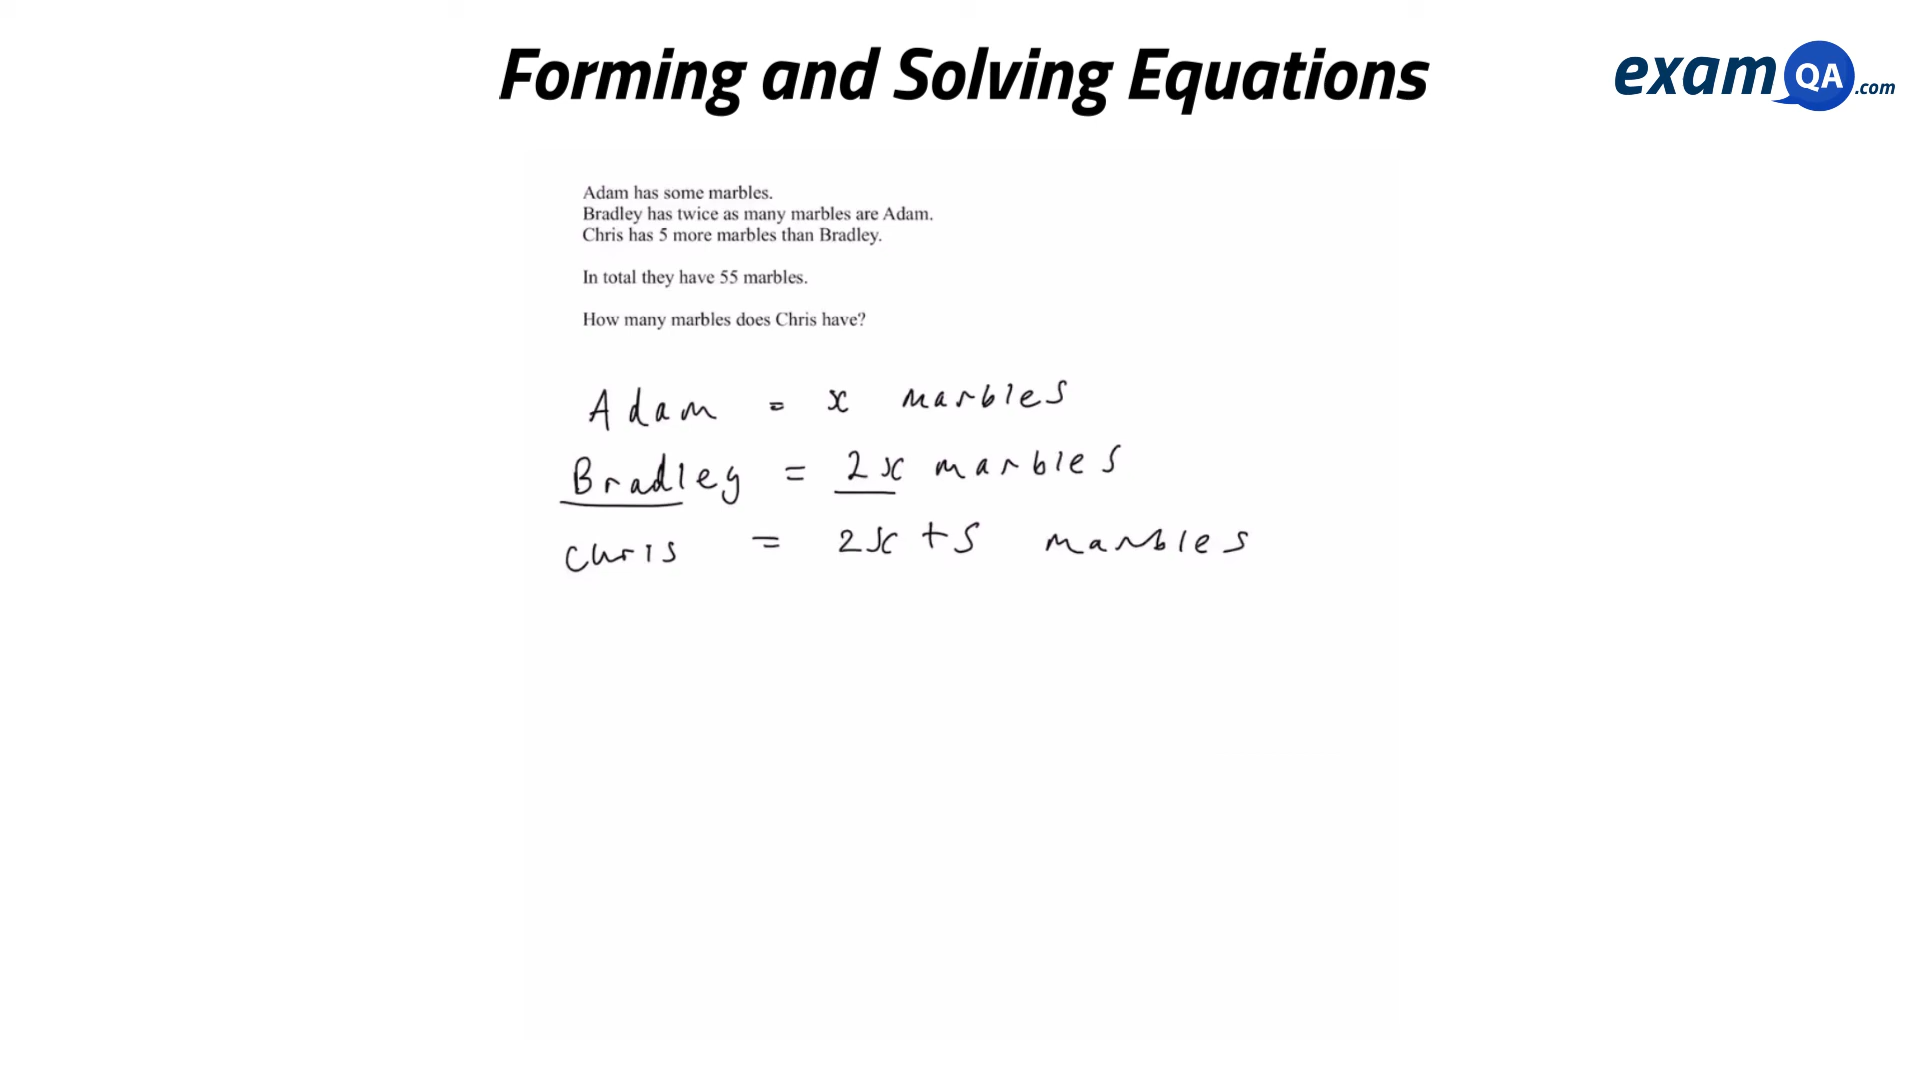 Forming and Solving Equations
examQA.com
Adam has some marbles.
Bradley has twice as many marbles are Adam.
Chris has 5 more marbles than Bradley.
In total they have 55 marbles.
How many marbles does Chris have?
Adam = x marbles
Bradley = 2x marbles
Chris = 2x + 5 marbles